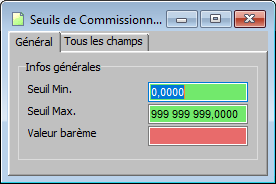 Seuils de Commissionn...
Général
Tous les champs
Infos générales
Seuil Min.
0,0000
Seuil Max.
999 999 999,0000
Valeur barème